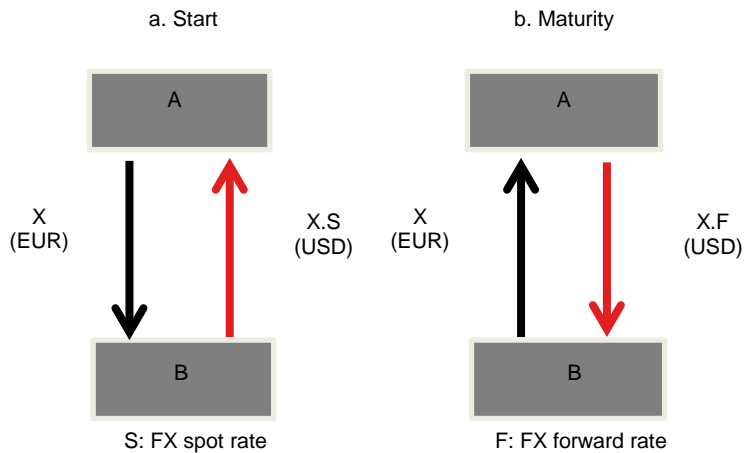 a. Start
A
X
(EUR)
X.S
(USD)
B
S: FX spot rate
b. Maturity
A
X
(EUR)
X.F
(USD)
B
F: FX forward rate